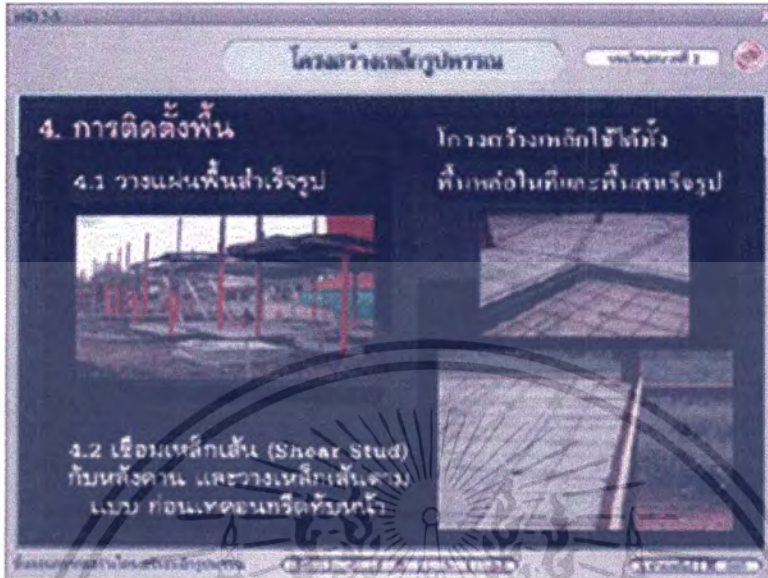 โครงสร้างเหล็กรูปพรรณ
4. การติดตั้งพื้น
4.1 วางแผ่นพื้นสำเร็จรูป
โครงสร้างเหล็กใช้ได้ทั้ง
พื้นหล่อในที่และพื้นสำเร็จรูป
4.2 เชื่อมเหล็กเส้น (Shear Stud)
กับหลังคาน และวางเหล็กเส้นตาม
แบบ ก่อนเทคอนกรีตทับหน้า